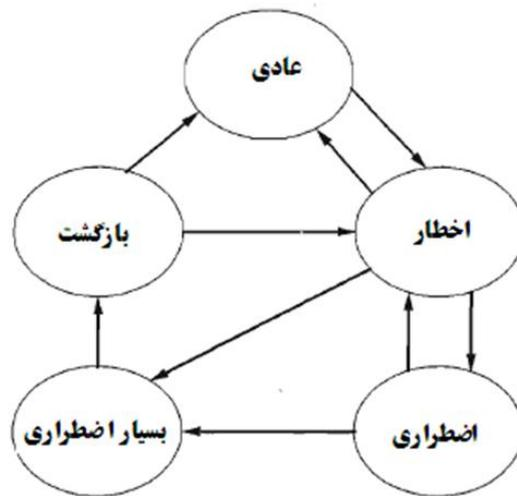 عادی
اخطار
بازگشت
اضطراری
بسیار اضطراری